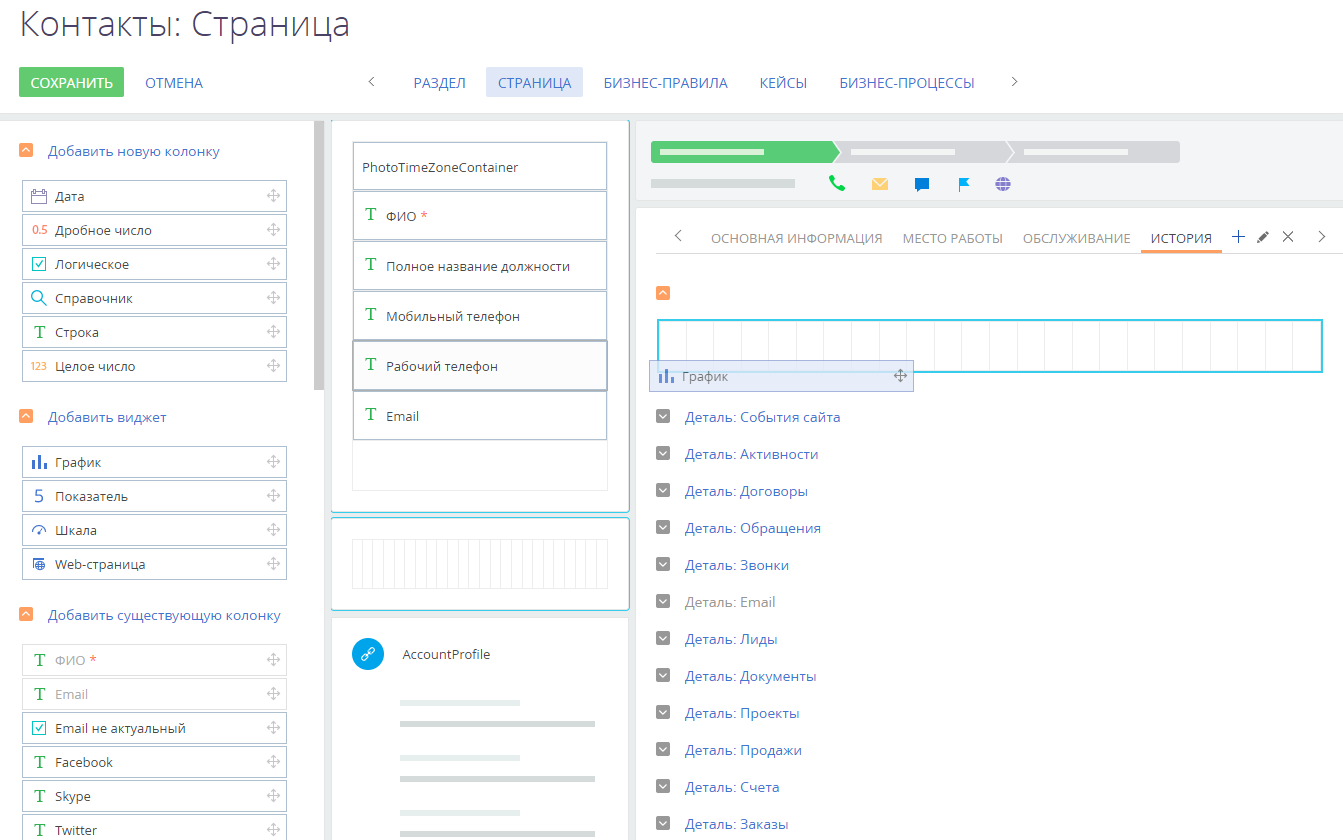 Контакты: Страница
СОХРАНИТЬ ОТМЕНА РАЗДЕЛ СТРАНИЦА БИЗНЕС-ПРАВИЛА КЕЙСЫ БИЗНЕС-ПРОЦЕССЫ
Добавить новую колонку
Дата
0.5 Дробное число
Логическое
Справочник
T Строка
123 Целое число
Добавить виджет
График
5 Показатель
Шкала
Web-страница
Добавить существующую колонку
T ФИО *
T Email
Email не актуальный
T Facebook
T Skype
T Twitter
PhotoTimeZoneContainer
T ФИО *
T Полное название должности
T Мобильный телефон
T Рабочий телефон
T Email
AccountProfile
ОСНОВНАЯ ИНФОРМАЦИЯ МЕСТО РАБОТЫ ОБСЛУЖИВАНИЕ ИСТОРИЯ
График
Деталь: События сайта
Деталь: Активности
Деталь: Договоры
Деталь: Обращения
Деталь: Звонки
Деталь: Email
Деталь: Лиды
Деталь: Документы
Деталь: Проекты
Деталь: Продажи
Деталь: Счета
Деталь: Заказы